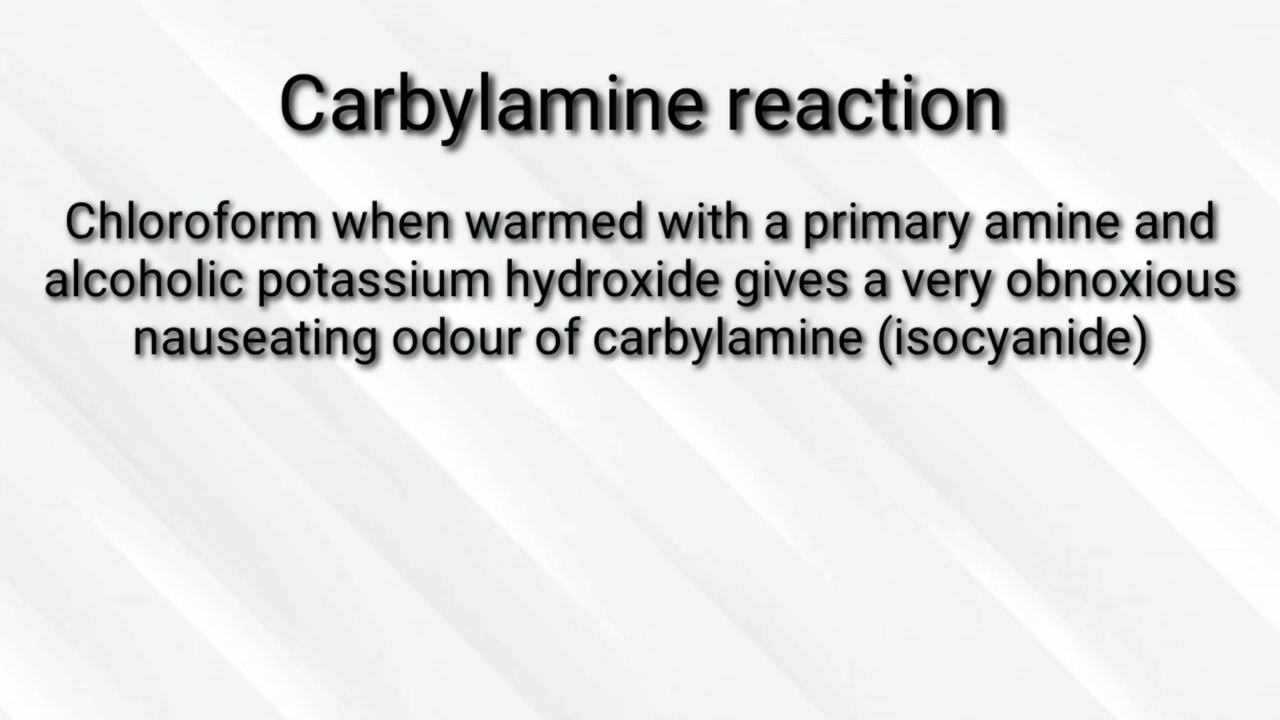 Carbylamine reaction
Chloroform when warmed with a primary amine and
alcoholic potassium hydroxide gives a very obnoxious
nauseating odour of carbylamine (isocyanide)